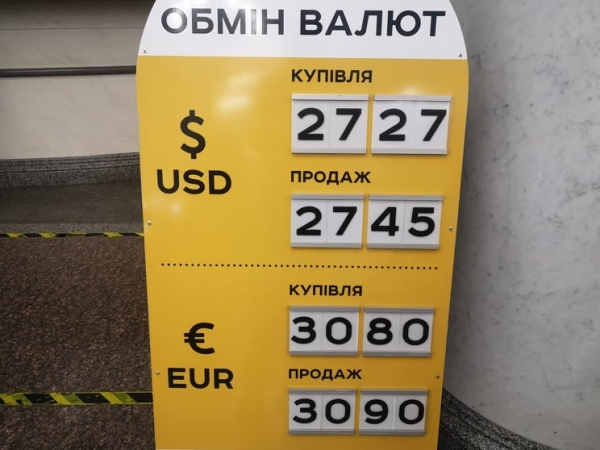 ОБМІН ВАЛЮТ
КУПІВЛЯ
$
USD
27 27
ПРОДАЖ
27 45
КУПІВЛЯ
€
EUR
30 80
ПРОДАЖ
30 90